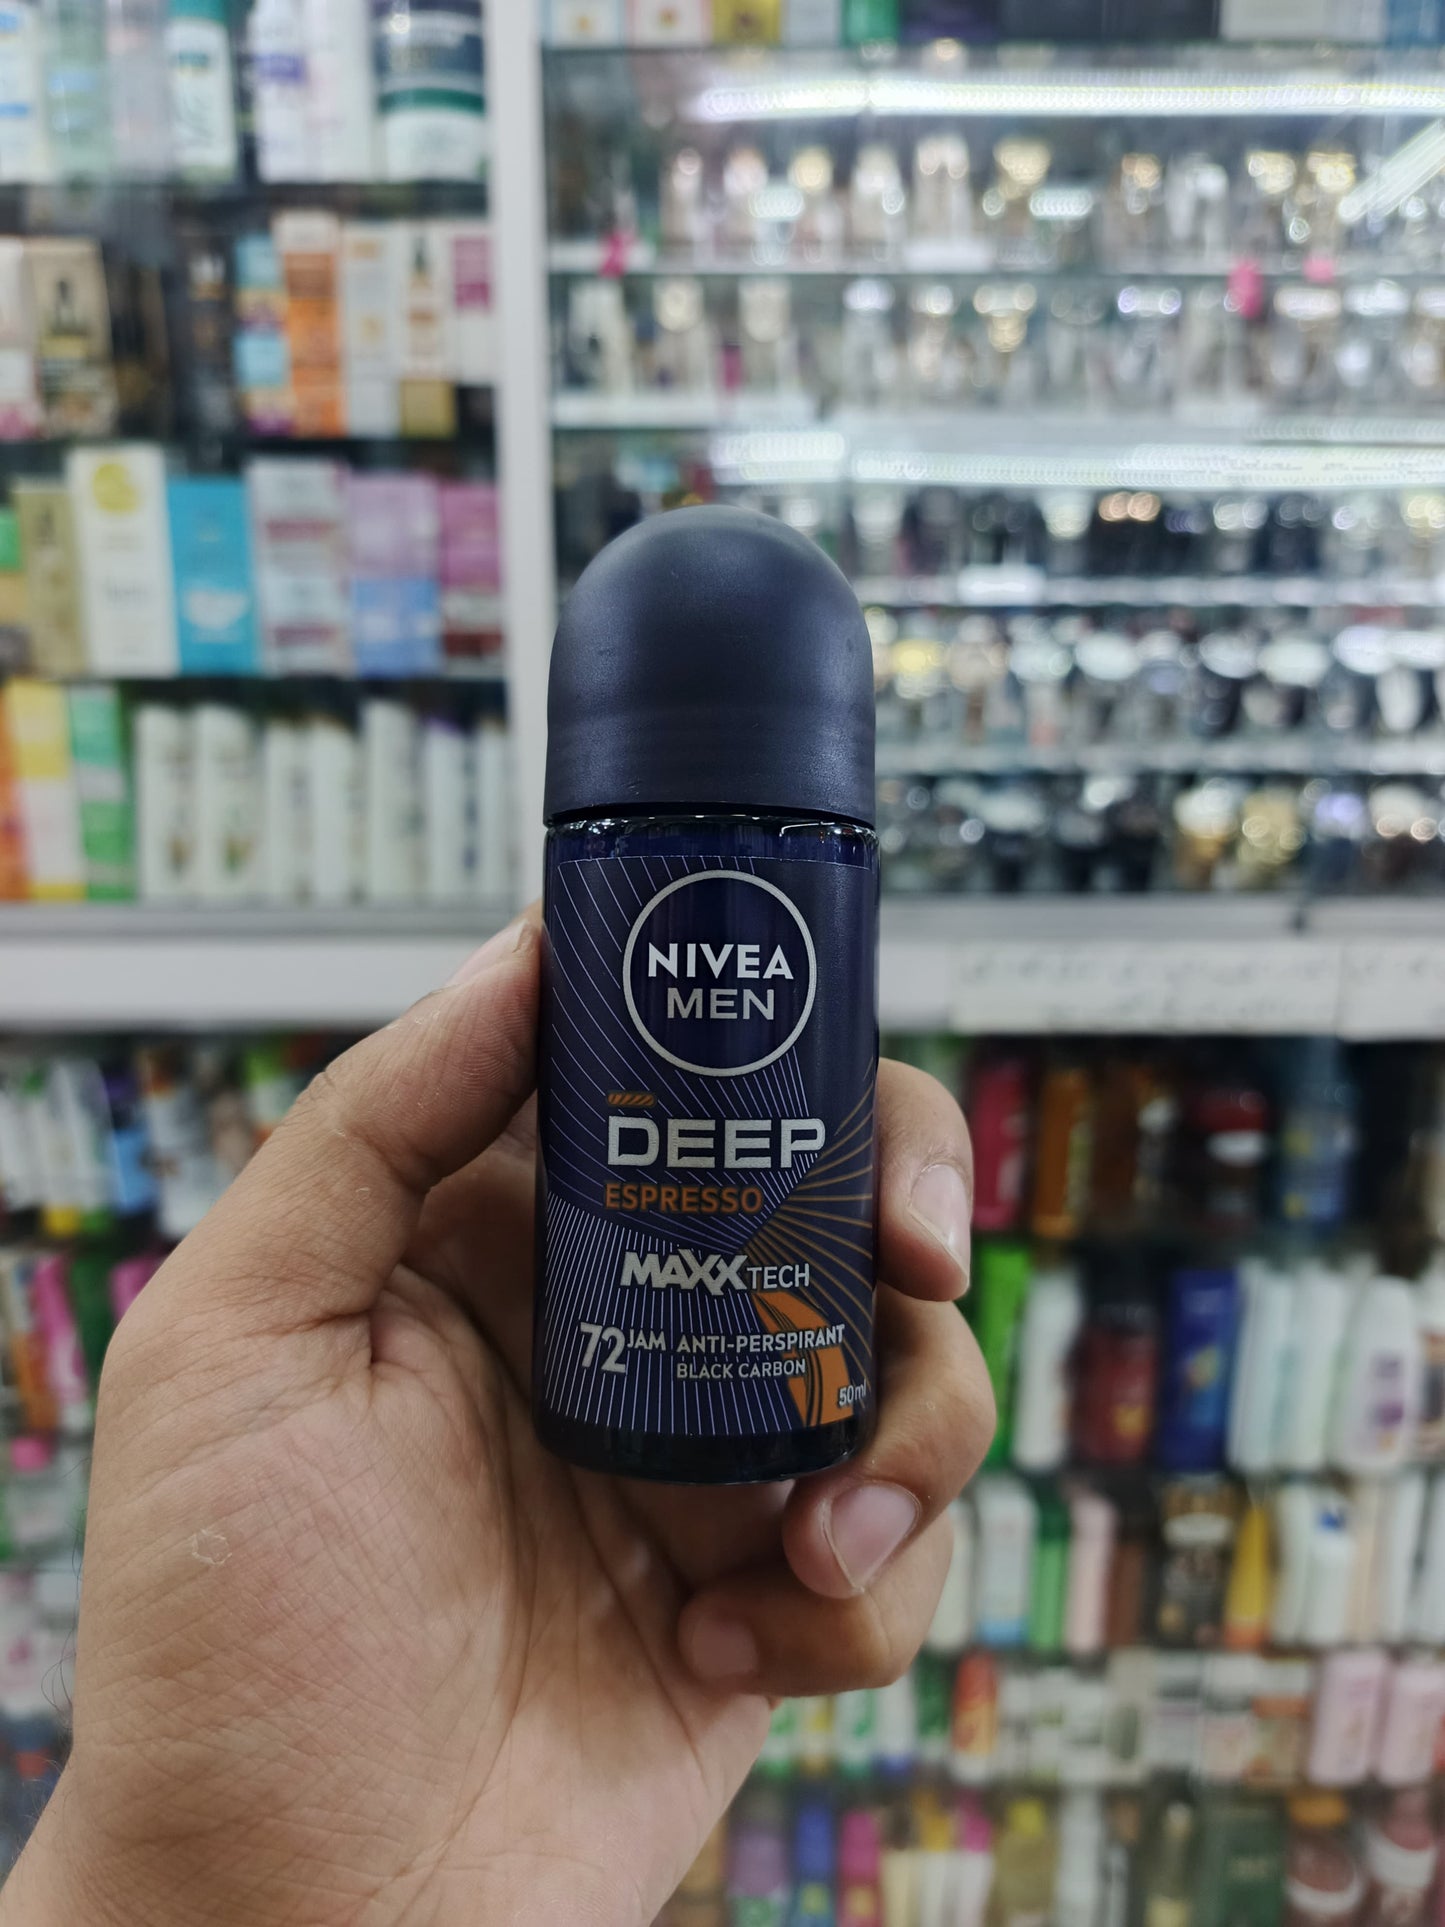 NIVEA
MEN
DEEP
ESPRESSO
MAXXTECH
72 JAM ANTI-PERSPIRANT
BLACK CARBON
50ml